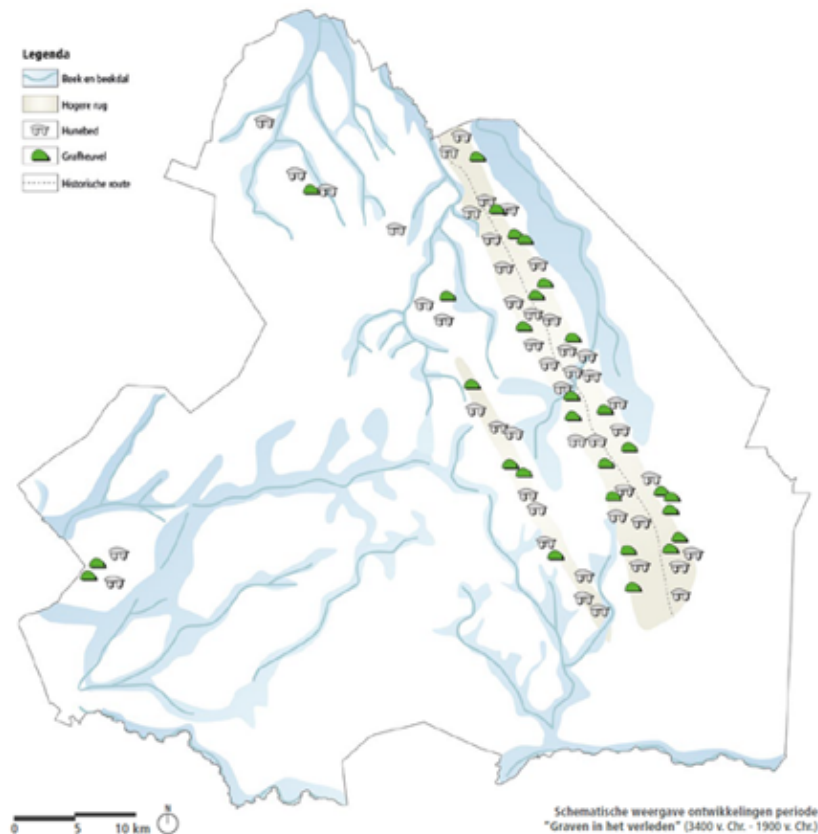 Legenda
Beek en beekdal
Hogere rug
Hunebed
Grafheuvel
Historische route
N
0 5 10 km
Schematische weergave ontwikkelingen periode
"Graven in het verleden" (3400 v. Chr. - 1900 v. Chr.)